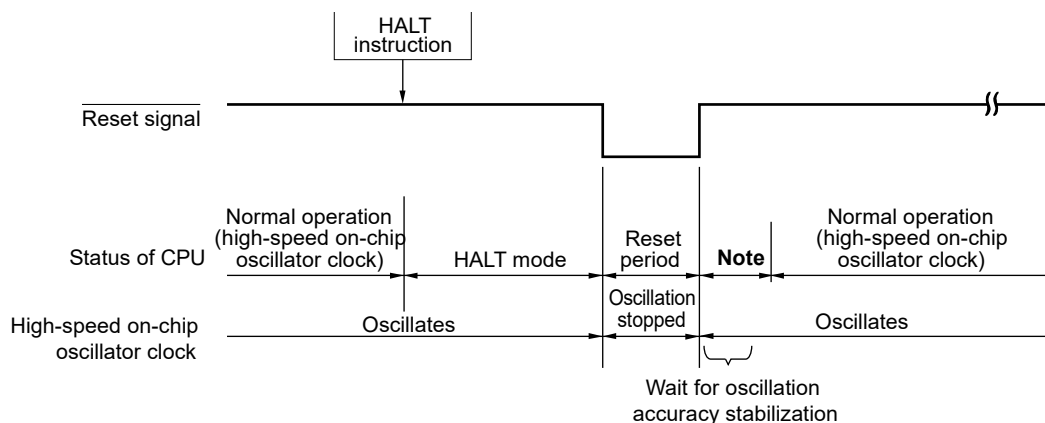 HALT
instruction
Reset signal
Normal operation
(high-speed on-chip
oscillator clock)
Status of CPU
HALT mode
Reset
period
Note
Normal operation
(high-speed on-chip
oscillator clock)
High-speed on-chip
oscillator clock
Oscillates
Oscillation
stopped
Oscillates
Wait for oscillation
accuracy stabilization